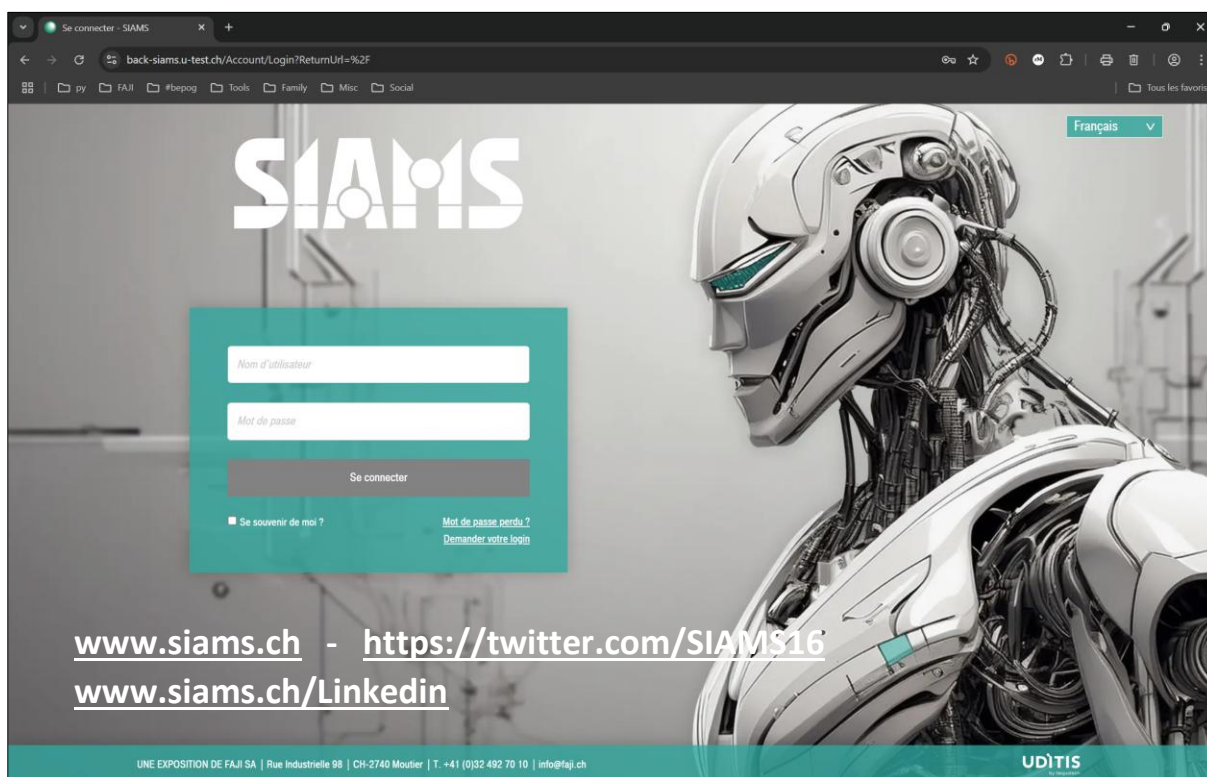 Se connecter - SIAMS
back-siams.u-test.ch/Account/Login?ReturnUrl=%2F
py FAJI #bepog Tools Family Misc Social Tous les favoris
Français
SIAMS
Nom d'utilisateur
Mot de passe
Se connecter
Se souvenir de moi ? Mot de passe perdu ?
Demander votre login
www.siams.ch - https://twitter.com/SIAMS16
www.siams.ch/Linkedin
UNE EXPOSITION DE FAJI SA | Rue Industrielle 98 | CH-2740 Moutier | T. +41 (0)32 492 70 10 | info@faji.ch
UDITIS